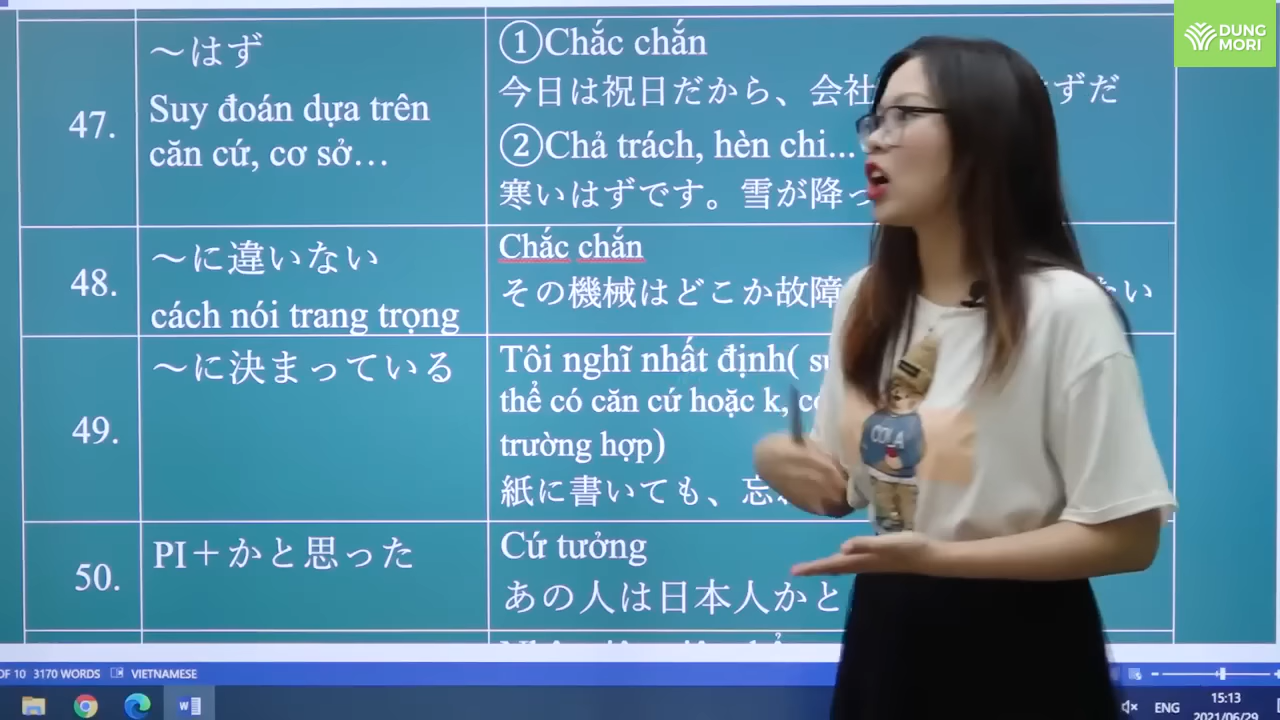 DUNG
MORI
47.
～はず
Suy đoán dựa trên
căn cứ, cơ sở…
①Chắc chắn
今日は祝日だから、会社 はずだ
②Chả trách, hèn chi...
寒いはずです。雪が降っ
48.
～に違いない
cách nói trang trọng
Chắc chắn
その機械はどこか故障 ない
49.
～に決まっている
Tôi nghĩ nhất định(
thể có căn cứ hoặc k,
trường hợp)
紙に書いても、忘
50.
PI＋かと思った
Cứ tưởng
あの人は日本人かと
OF 10 3170 WORDS VIETNAMESE
ENG
15:13
2021/06/29
COLA